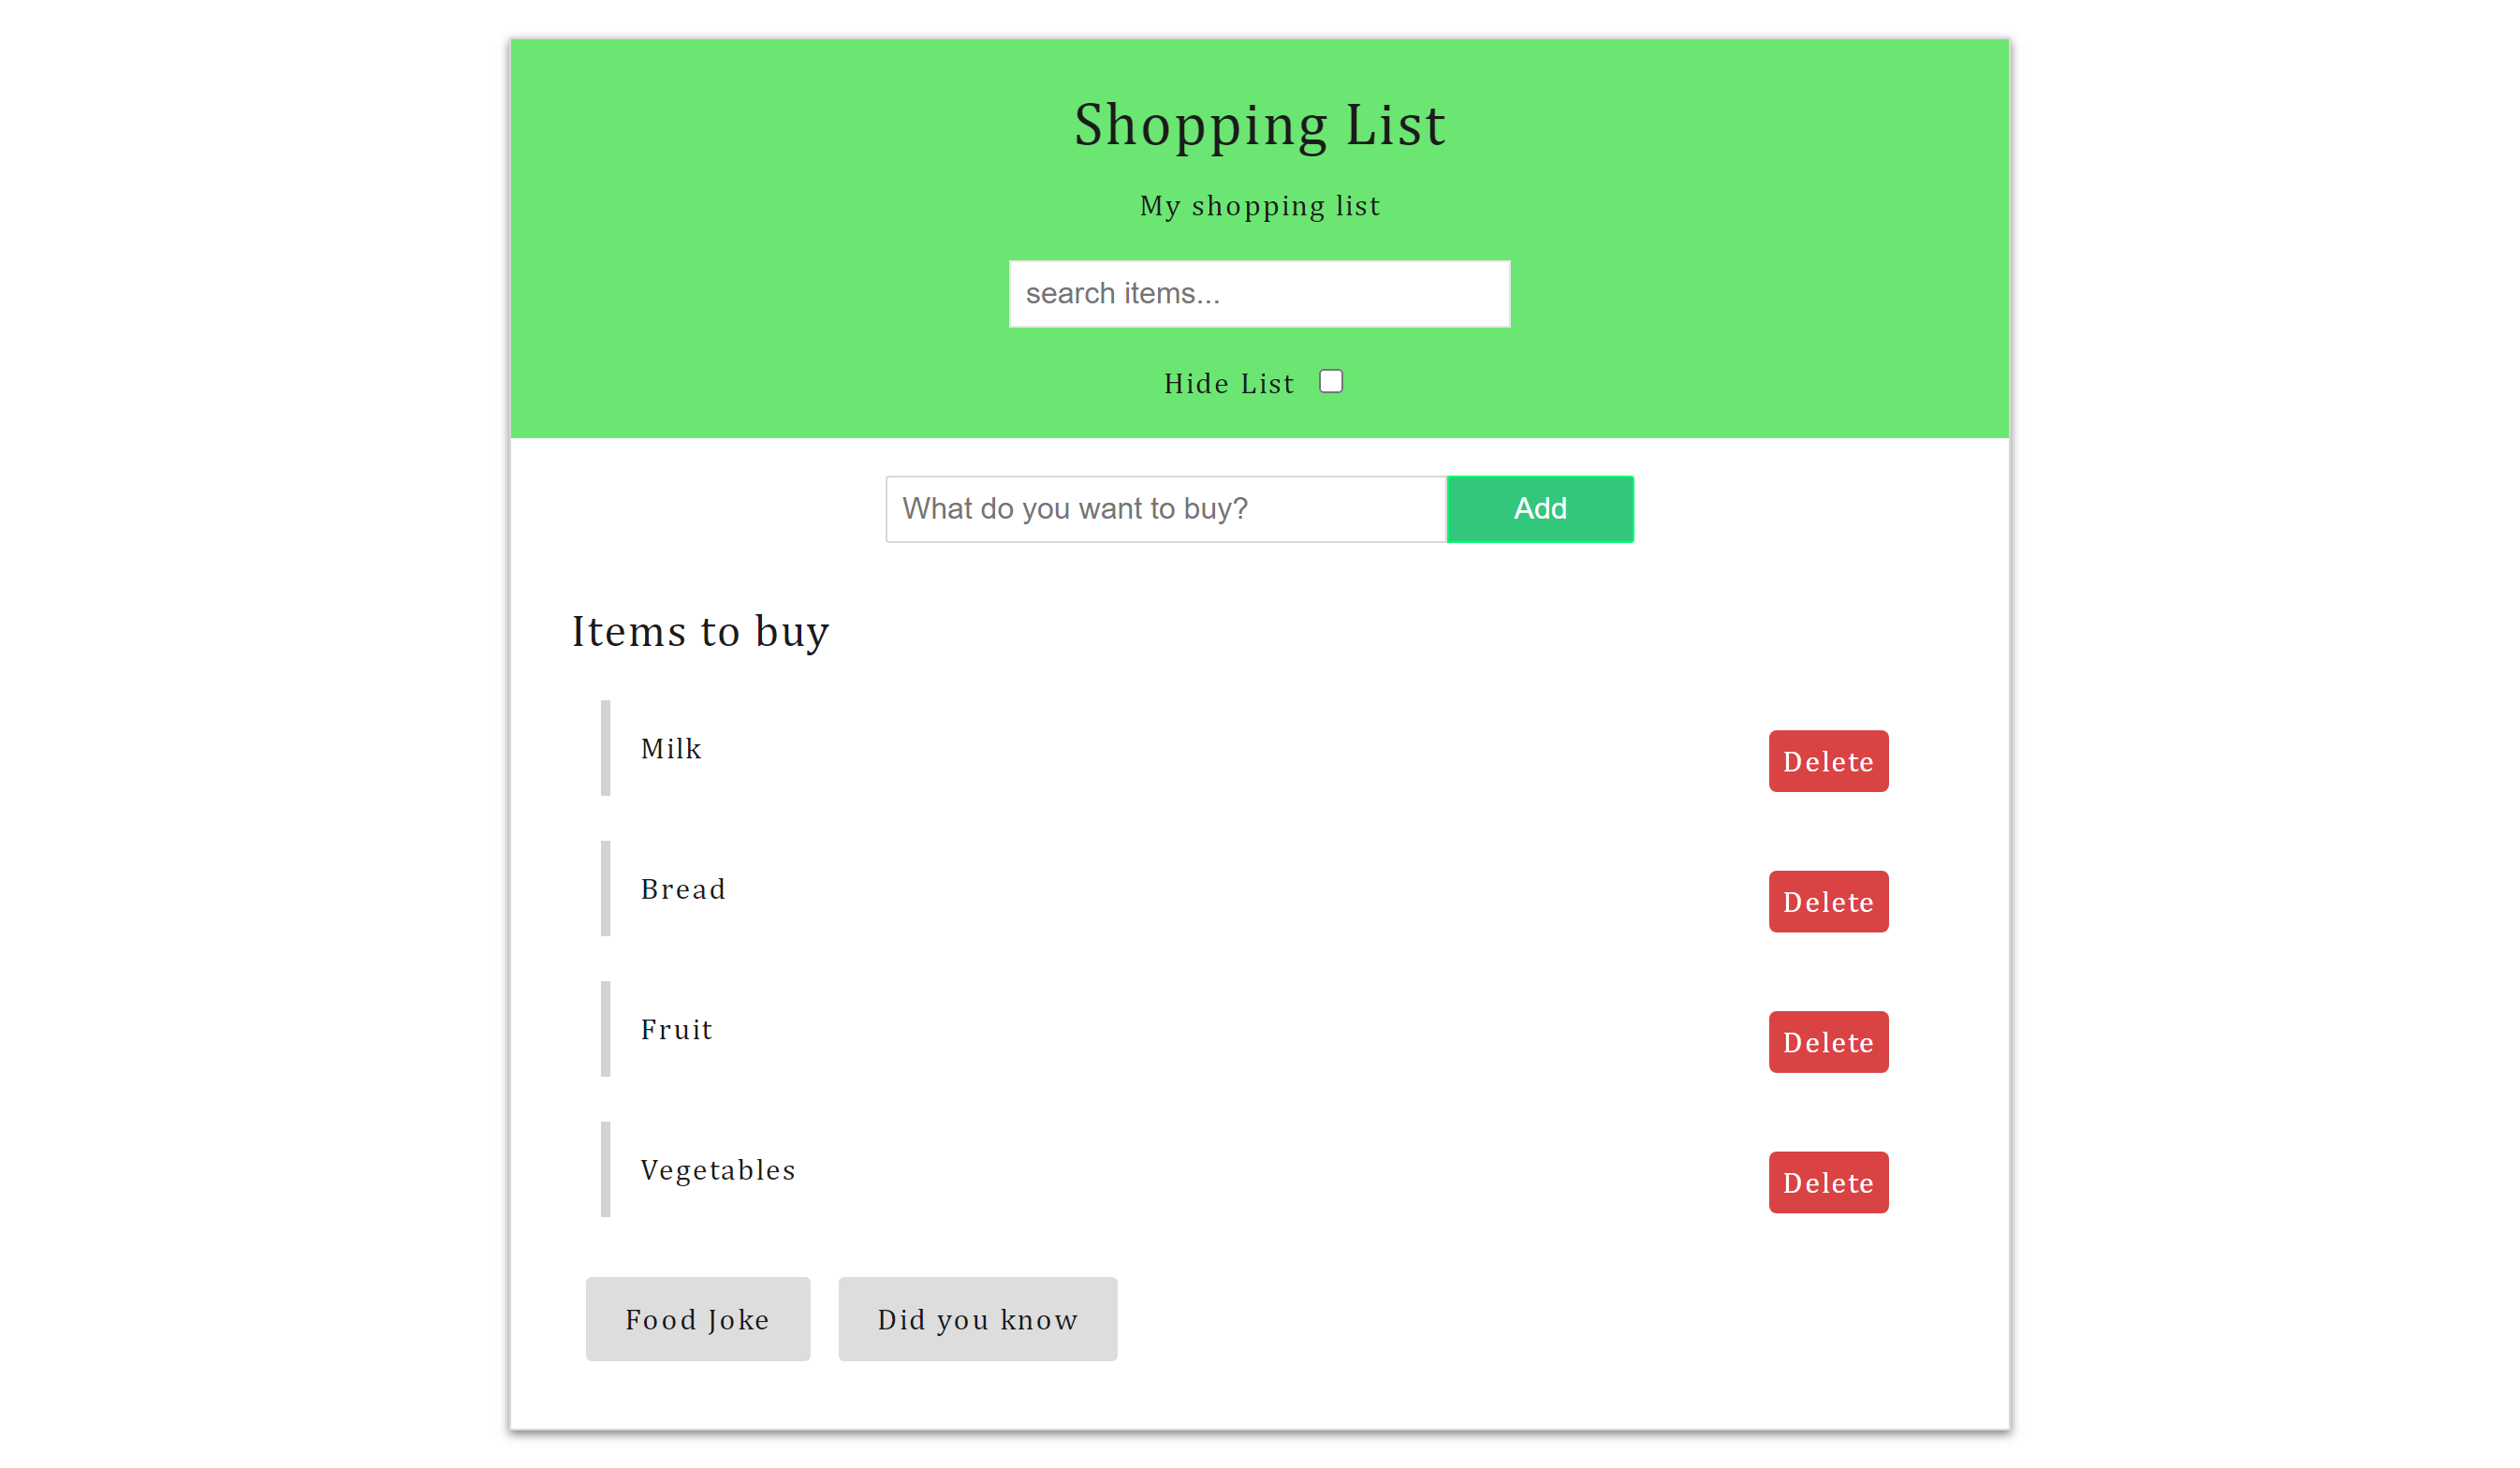 Shopping List
My shopping list
search items...
Hide List
What do you want to buy? Add
Items to buy
Milk Delete
Bread Delete
Fruit Delete
Vegetables Delete
Food Joke Did you know